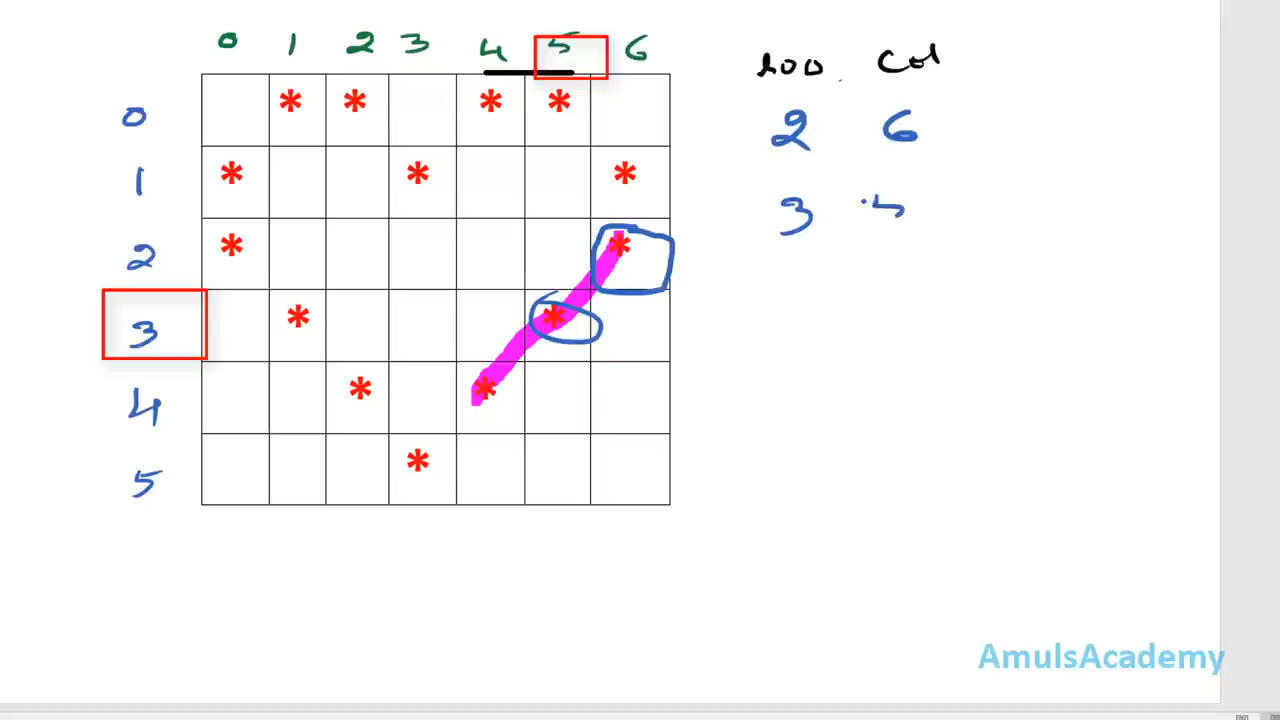 0 1 2 3 4 5 6
row col
0 * * * *
2 6
1 * * *
3 5
2 * *
3 * *
4 * *
5 *
AmulsAcademy